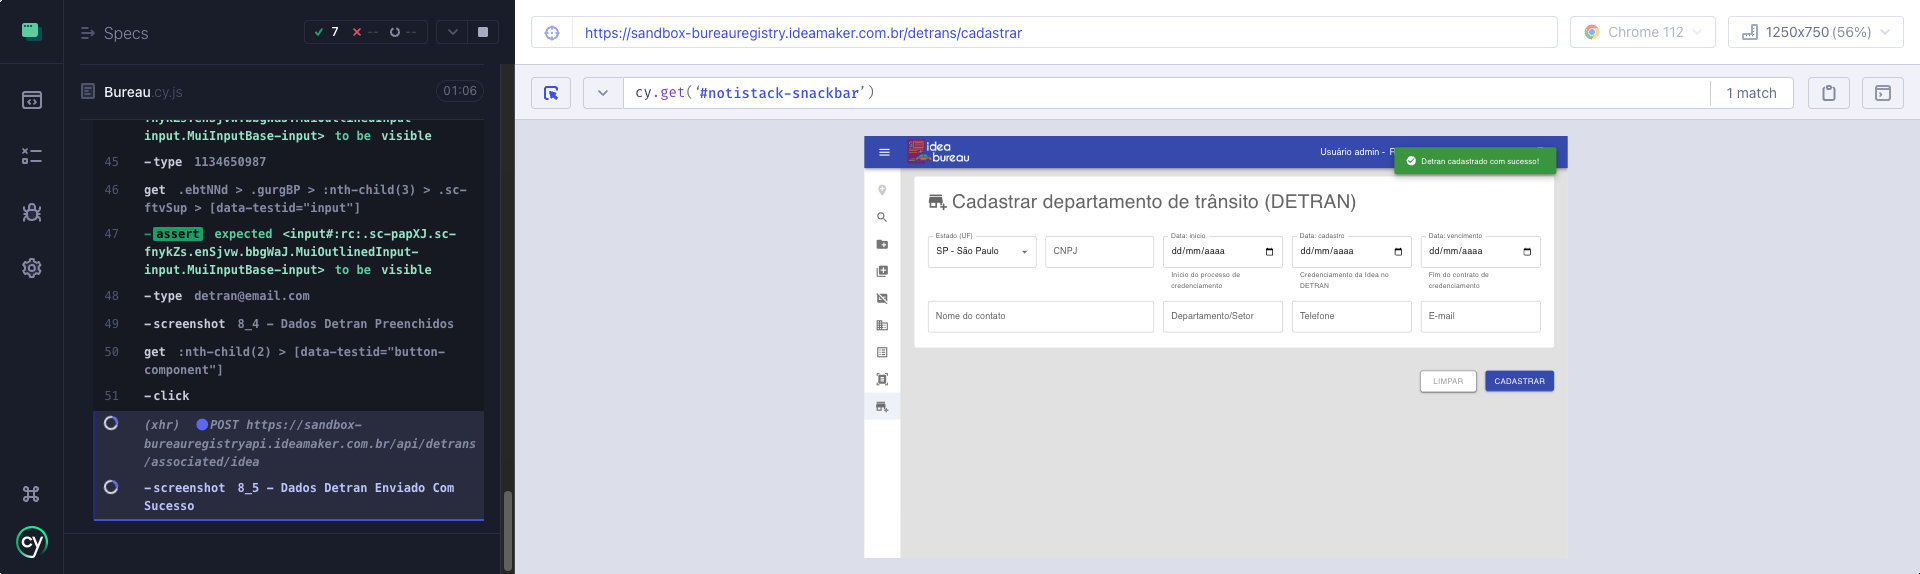 Specs
7
--
--
https://sandbox-bureauregistry.ideamaker.com.br/detrans/cadastrar
Chrome 112
1250x750 (56%)
Bureau.cy.js
01:06
cy.get('#notistack-snackbar')
1 match
input.MuiInputBase-input> to be visible
45 -type 1134650987
46 get .ebtNNd > .gurgBP > :nth-child(3) > .sc-
ftvSup > [data-testid="input"]
47 -assert expected <input#:rc:.sc-papXJ.sc-
fnykZs.enSjvw.bbgWaJ.MuiOutlinedInput-
input.MuiInputBase-input> to be visible
48 -type detran@email.com
49 -screenshot 8_4 - Dados Detran Preenchidos
50 get :nth-child(2) > [data-testid="button-
component"]
51 -click
(xhr) POST https://sandbox-
bureauregistryapi.ideamaker.com.br/api/detrans
/associated/idea
-screenshot 8_5 - Dados Detran Enviado Com
Sucesso
cy
idea
bureau
Usuário admin -
Detran cadastrado com sucesso!
Cadastrar departamento de trânsito (DETRAN)
Estado (UF)
SP - São Paulo
CNPJ
Data: início
dd/mm/aaaa
Início do processo de
credenciamento
Data: cadastro
dd/mm/aaaa
Credenciamento da Idea no
DETRAN
Data: vencimento
dd/mm/aaaa
Fim do contrato de
credenciamento
Nome do contato
Departamento/Setor
Telefone
E-mail
LIMPAR
CADASTRAR